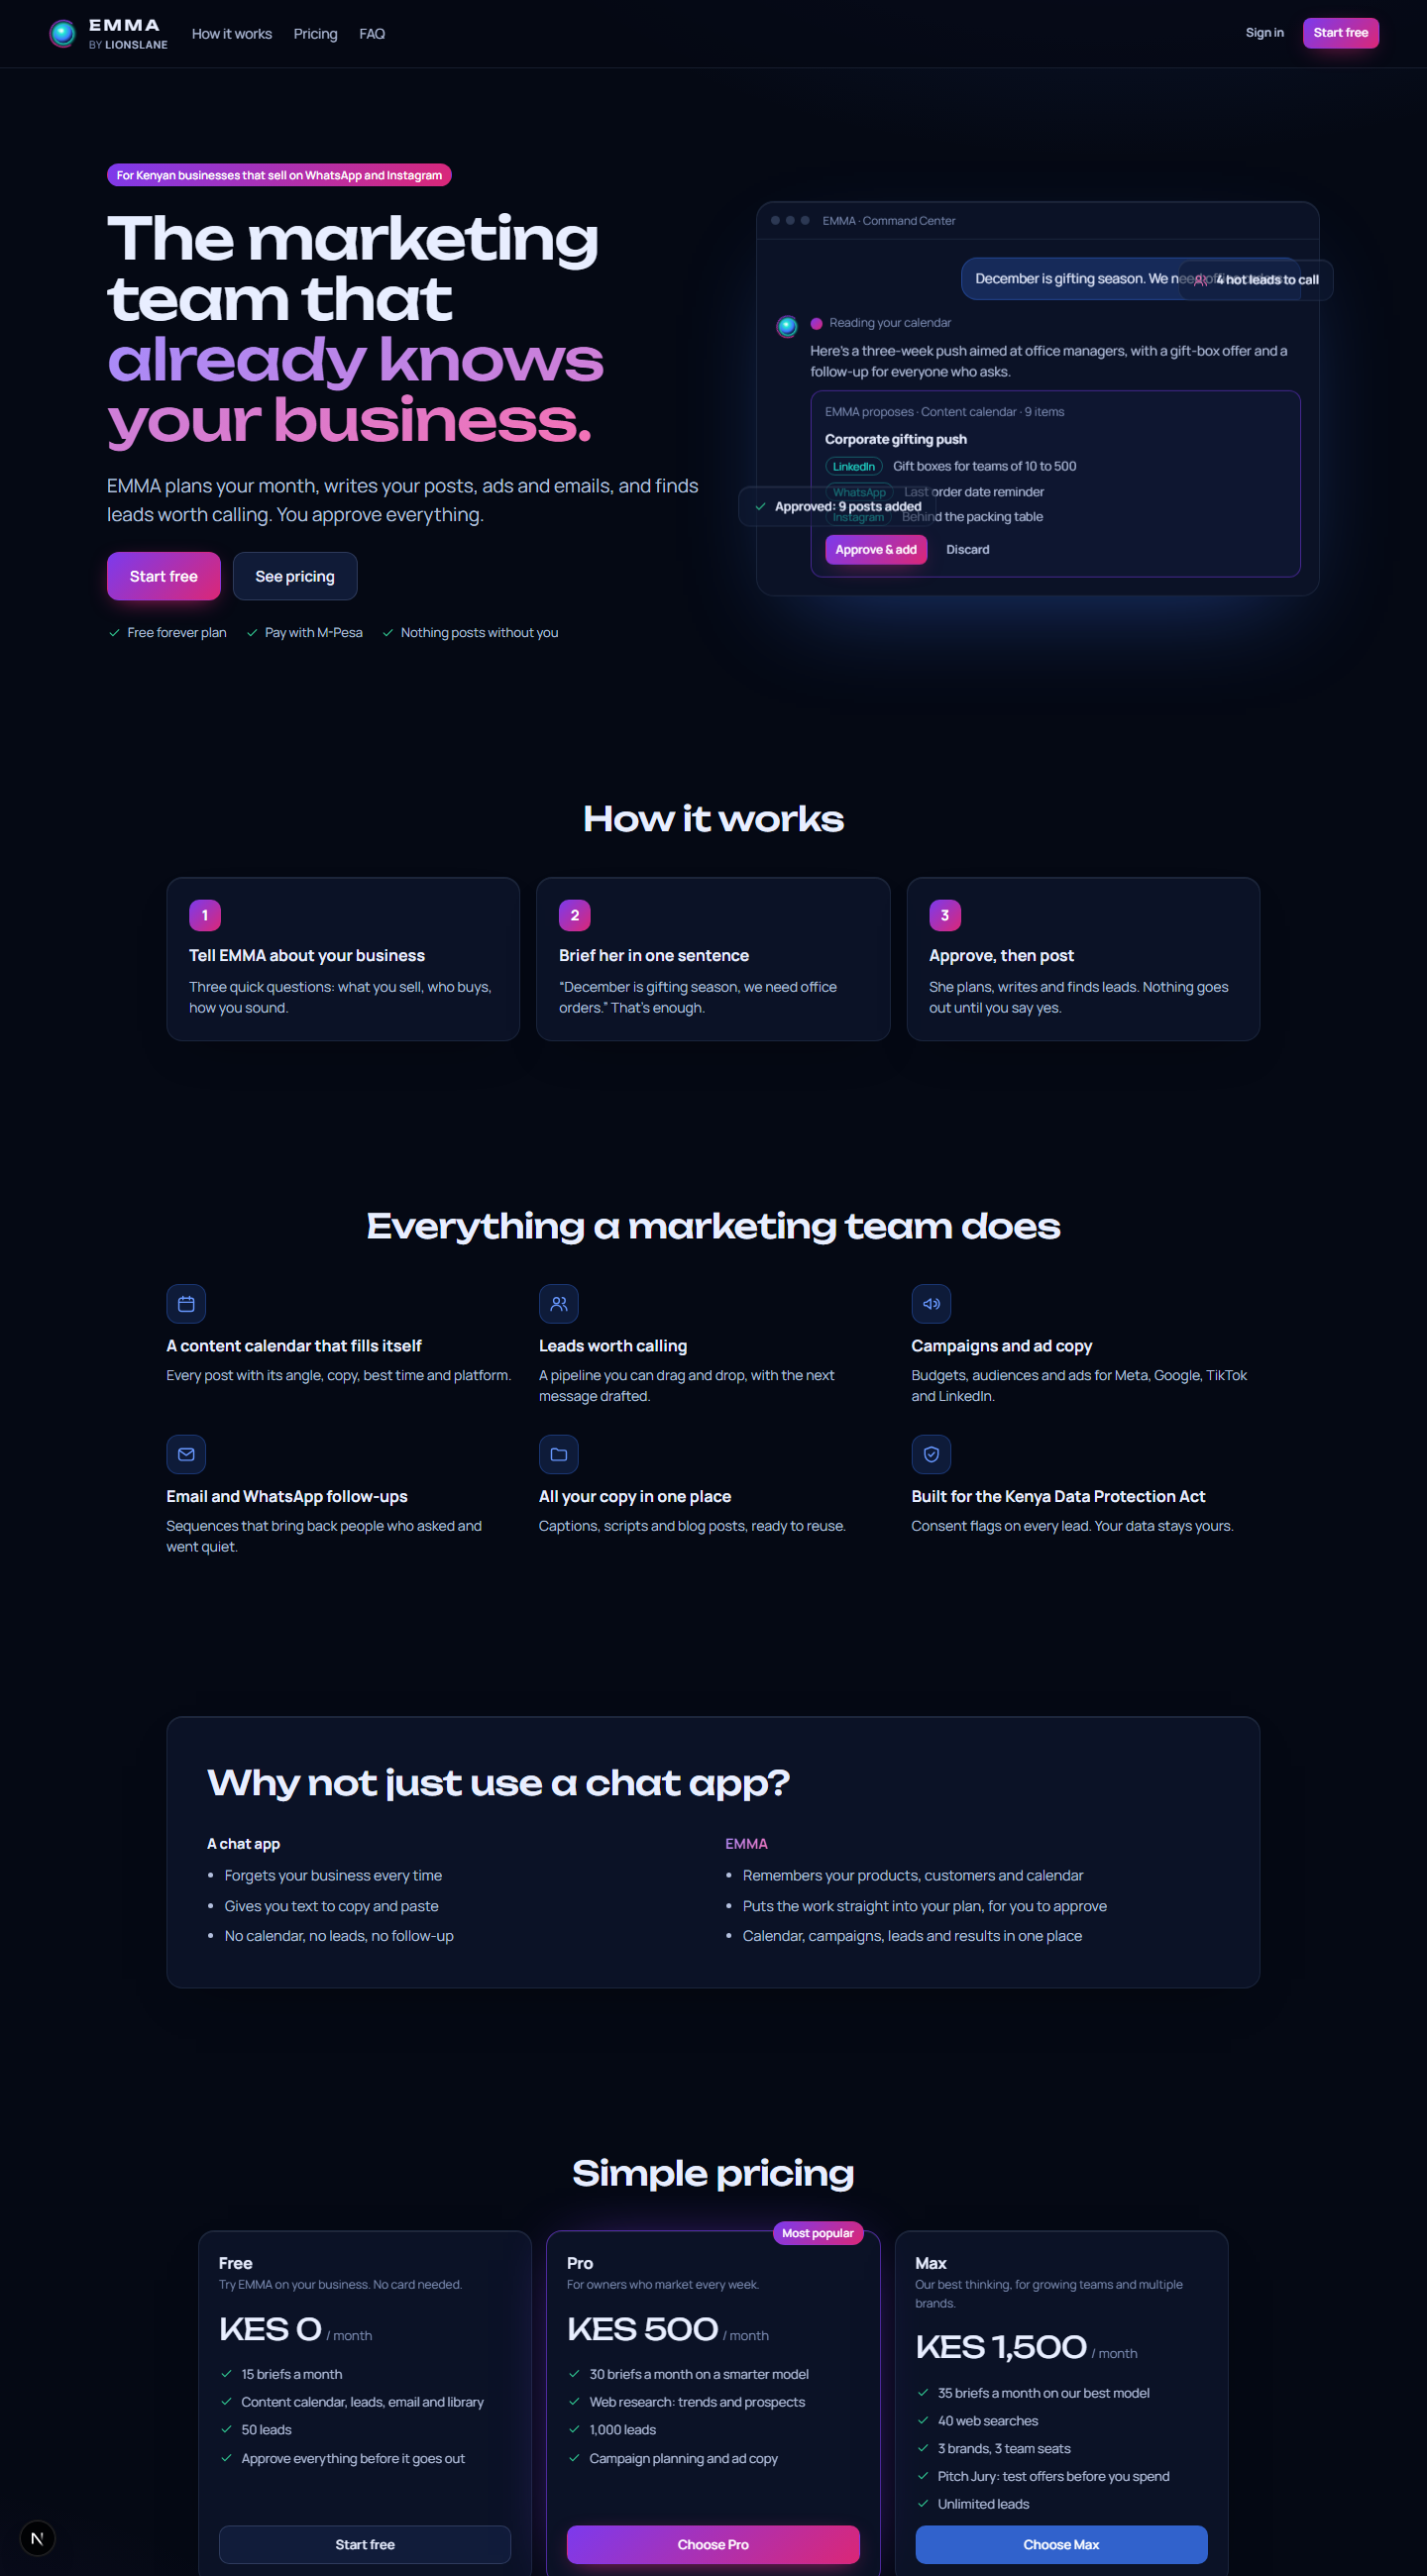 EMMA
BY LIONSLANE
How it works
Pricing
FAQ
Sign in
Start free
For Kenyan businesses that sell on WhatsApp and Instagram
The marketing
team that
already knows
your business.
EMMA plans your month, writes your posts, ads and emails, and finds
leads worth calling. You approve everything.
Start free
See pricing
Free forever plan
Pay with M-Pesa
Nothing posts without you
EMMA · Command Center
December is gifting season. We need
4 hot leads to call
Reading your calendar
Here's a three-week push aimed at office managers, with a gift-box offer and a
follow-up for everyone who asks.
EMMA proposes · Content calendar · 9 items
Corporate gifting push
LinkedIn Gift boxes for teams of 10 to 500
WhatsApp Last order date reminder
Approved: 9 posts added
Instagram Behind the packing table
Approve & add
Discard
How it works
1
Tell EMMA about your business
Three quick questions: what you sell, who buys,
how you sound.
2
Brief her in one sentence
“December is gifting season, we need office
orders.” That's enough.
3
Approve, then post
She plans, writes and finds leads. Nothing goes
out until you say yes.
Everything a marketing team does
A content calendar that fills itself
Every post with its angle, copy, best time and platform.
Leads worth calling
A pipeline you can drag and drop, with the next
message drafted.
Campaigns and ad copy
Budgets, audiences and ads for Meta, Google, TikTok
and LinkedIn.
Email and WhatsApp follow-ups
Sequences that bring back people who asked and
went quiet.
All your copy in one place
Captions, scripts and blog posts, ready to reuse.
Built for the Kenya Data Protection Act
Consent flags on every lead. Your data stays yours.
Why not just use a chat app?
A chat app
Forgets your business every time
Gives you text to copy and paste
No calendar, no leads, no follow-up
EMMA
Remembers your products, customers and calendar
Puts the work straight into your plan, for you to approve
Calendar, campaigns, leads and results in one place
Simple pricing
Free
Try EMMA on your business. No card needed.
KES 0 / month
15 briefs a month
Content calendar, leads, email and library
50 leads
Approve everything before it goes out
Start free
Most popular
Pro
For owners who market every week.
KES 500 / month
30 briefs a month on a smarter model
Web research: trends and prospects
1,000 leads
Campaign planning and ad copy
Choose Pro
Max
Our best thinking, for growing teams and multiple
brands.
KES 1,500 / month
35 briefs a month on our best model
40 web searches
3 brands, 3 team seats
Pitch Jury: test offers before you spend
Unlimited leads
Choose Max
N